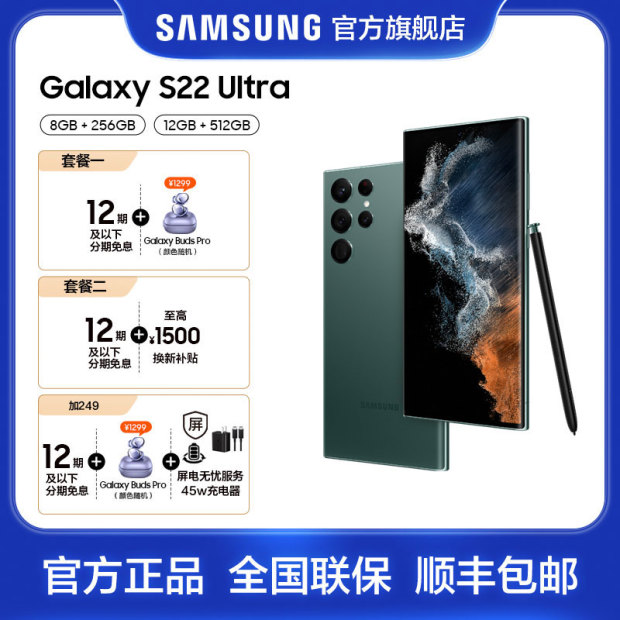 SAMSUNG 官方旗舰店
Galaxy S22 Ultra
8GB + 256GB
12GB + 512GB
套餐一
12期
及以下
分期免息
¥1299
Galaxy Buds Pro
(颜色随机)
套餐二
12期
及以下
分期免息
至高
¥1500
换新补贴
加249
12期
及以下
分期免息
¥1299
Galaxy Buds Pro
(颜色随机)
屏
屏电无忧服务
45w充电器
SAMSUNG
官方正品 全国联保 顺丰包邮